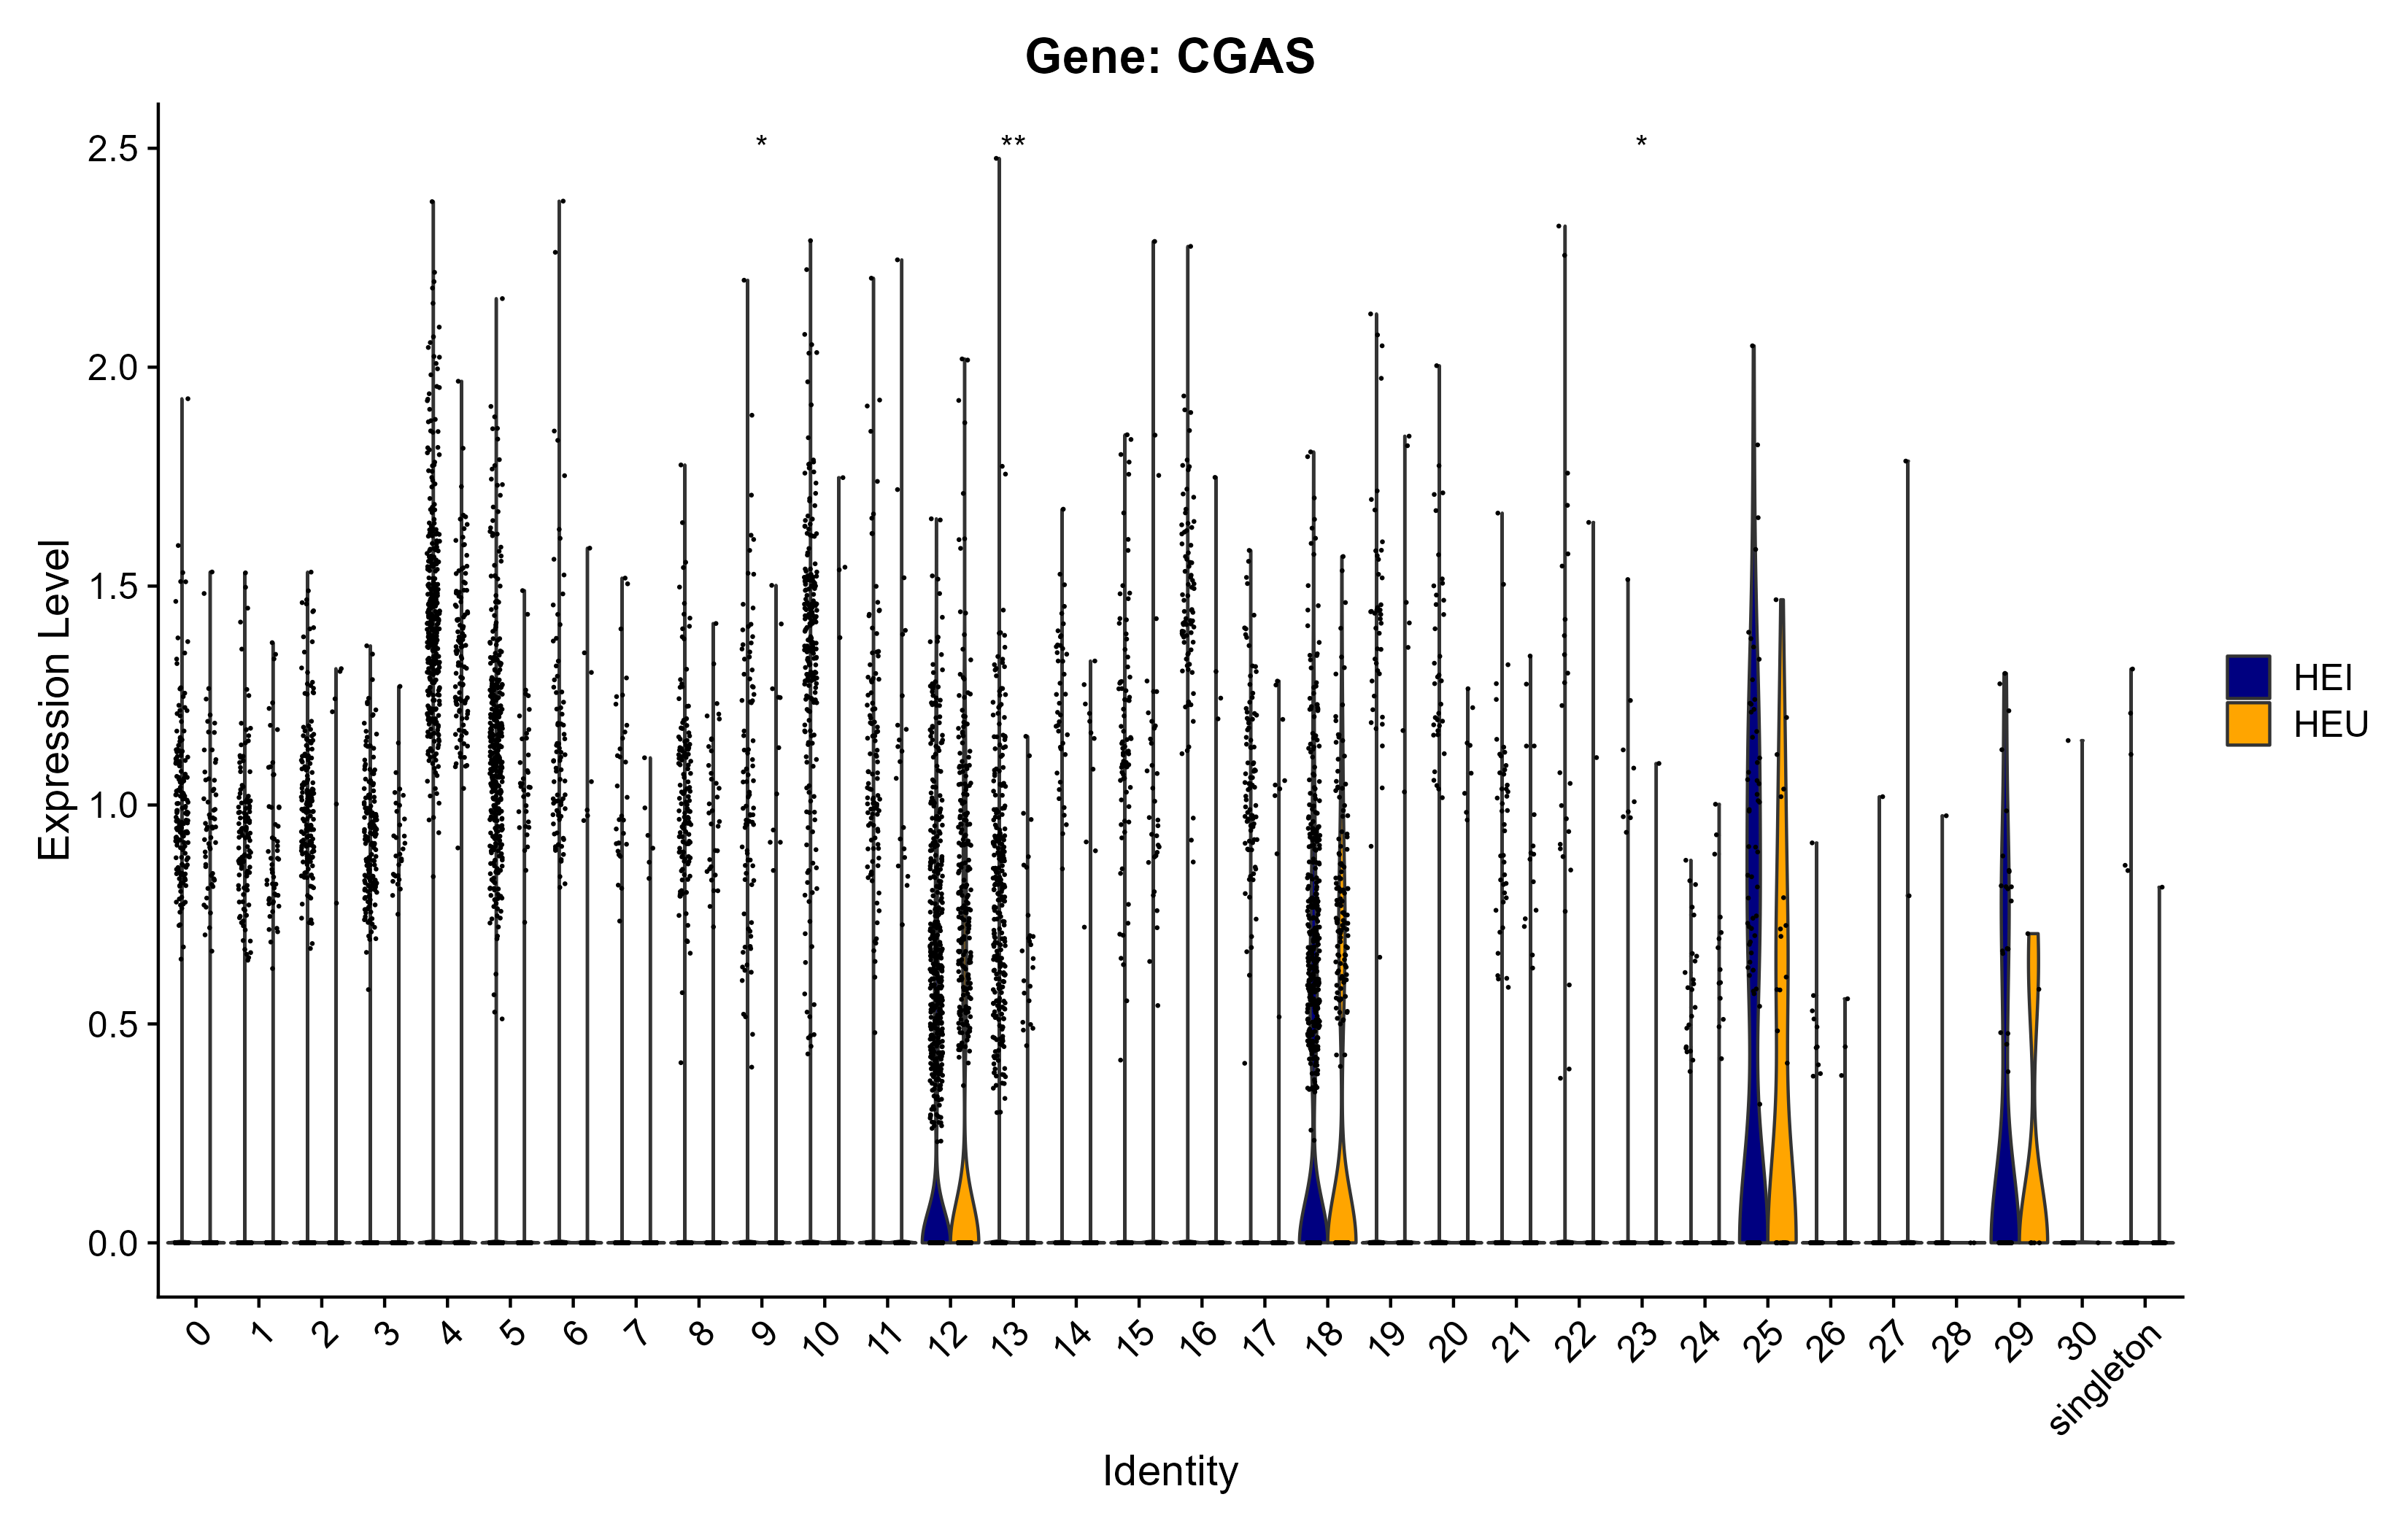 Gene: CGAS
* ** *
Expression Level
2.5
2.0
1.5
1.0
0.5
0.0
HEI
HEU
0 1 2 3 4 5 6 7 8 9 10 11 12 13 14 15 16 17 18 19 20 21 22 23 24 25 26 27 28 29 30 singleton
Identity